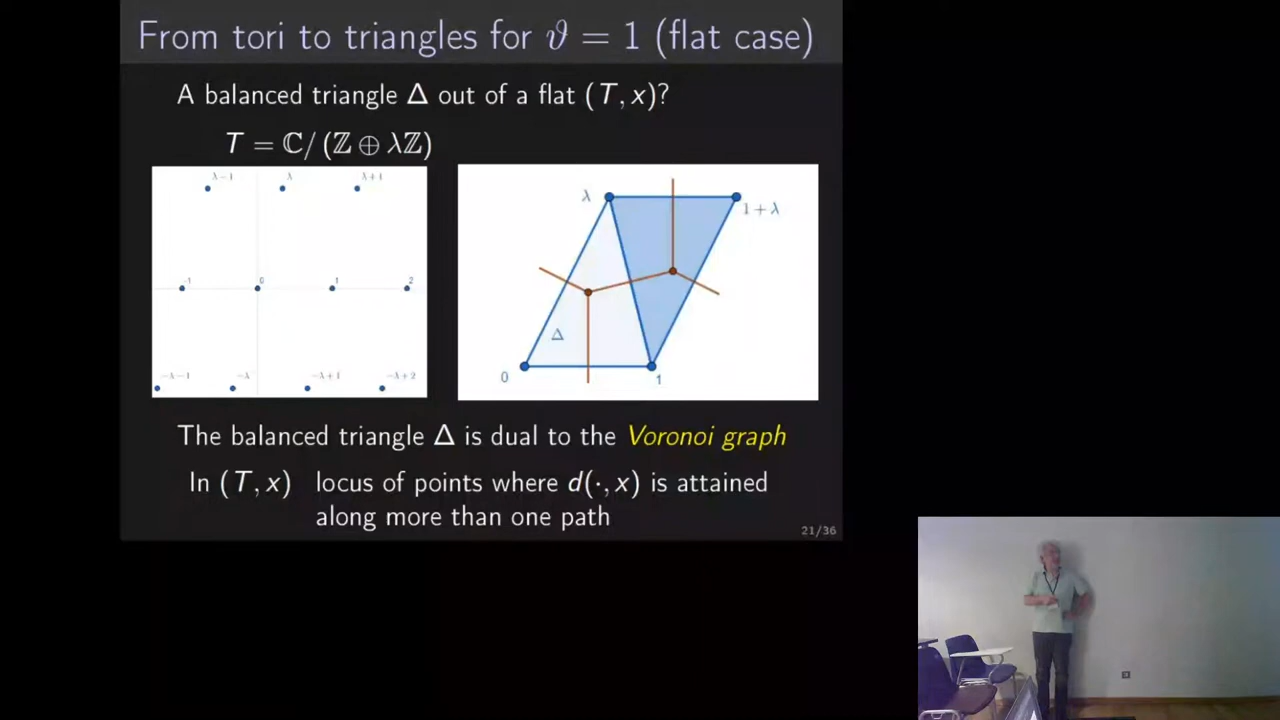 From tori to triangles for ϑ = 1 (flat case)
A balanced triangle Δ out of a flat (T, x)?
T = ℂ/ (ℤ ⊕ λℤ)
λ−1 λ λ+1
−1 0 1 2
−λ−1 −λ −λ+1 −λ+2
λ
1 + λ
Δ
0 1
The balanced triangle Δ is dual to the Voronoi graph
In (T, x) locus of points where d(·, x) is attained
along more than one path
21/36